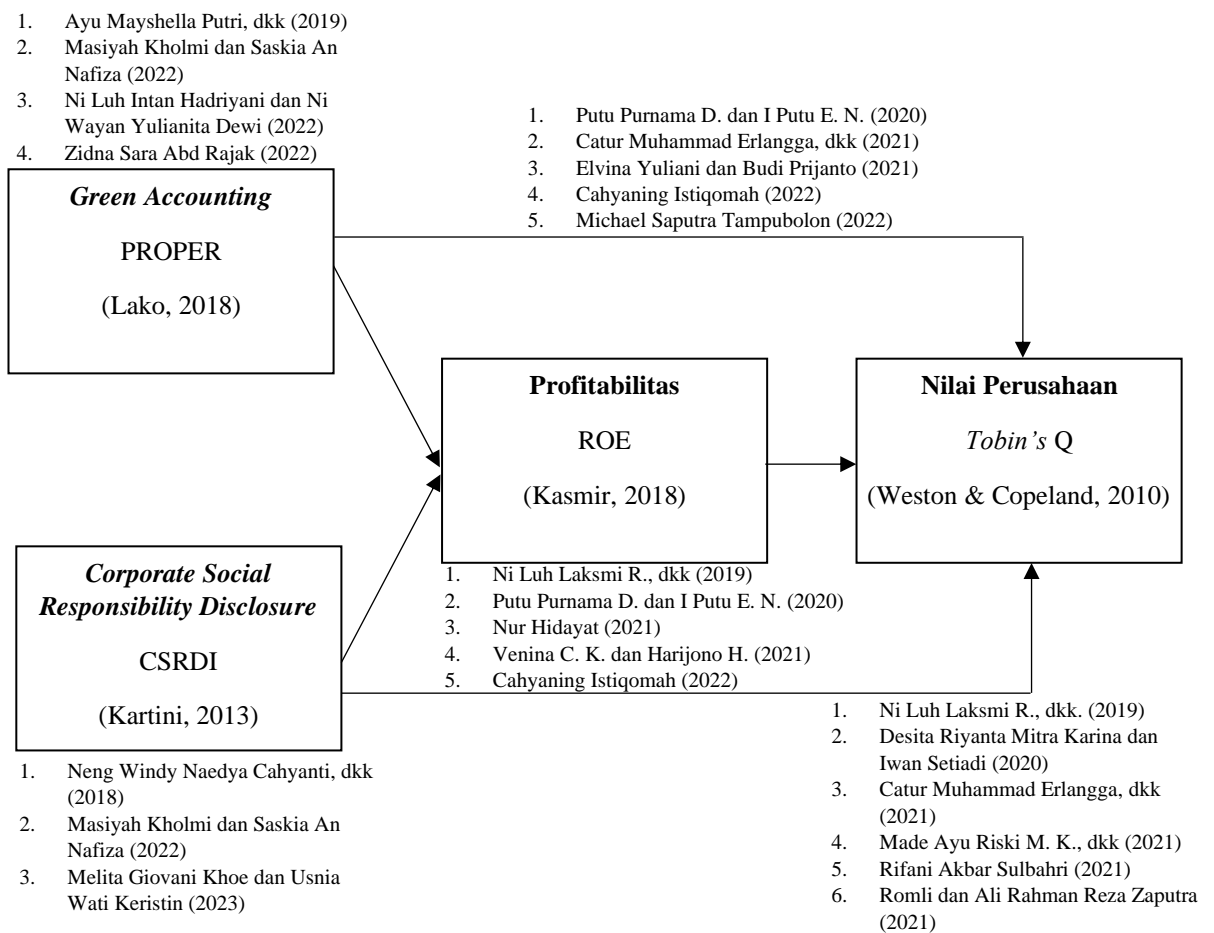 1. Ayu Mayshella Putri, dkk (2019)
2. Masiyah Kholmi dan Saskia An
Nafiza (2022)
3. Ni Luh Intan Hadriyani dan Ni
Wayan Yulianita Dewi (2022)
4. Zidna Sara Abd Rajak (2022)
1. Putu Purnama D. dan I Putu E. N. (2020)
2. Catur Muhammad Erlangga, dkk (2021)
3. Elvina Yuliani dan Budi Prijanto (2021)
4. Cahyaning Istiqomah (2022)
5. Michael Saputra Tampubolon (2022)
Green Accounting
PROPER
(Lako, 2018)
Profitabilitas
ROE
(Kasmir, 2018)
Nilai Perusahaan
Tobin’s Q
(Weston & Copeland, 2010)
Corporate Social
Responsibility Disclosure
CSRDI
(Kartini, 2013)
1. Ni Luh Laksmi R., dkk (2019)
2. Putu Purnama D. dan I Putu E. N. (2020)
3. Nur Hidayat (2021)
4. Venina C. K. dan Harijono H. (2021)
5. Cahyaning Istiqomah (2022)
1. Neng Windy Naedya Cahyanti, dkk
(2018)
2. Masiyah Kholmi dan Saskia An
Nafiza (2022)
3. Melita Giovani Khoe dan Usnia
Wati Keristin (2023)
1. Ni Luh Laksmi R., dkk. (2019)
2. Desita Riyanta Mitra Karina dan
Iwan Setiadi (2020)
3. Catur Muhammad Erlangga, dkk
(2021)
4. Made Ayu Riski M. K., dkk (2021)
5. Rifani Akbar Sulbahri (2021)
6. Romli dan Ali Rahman Reza Zaputra
(2021)